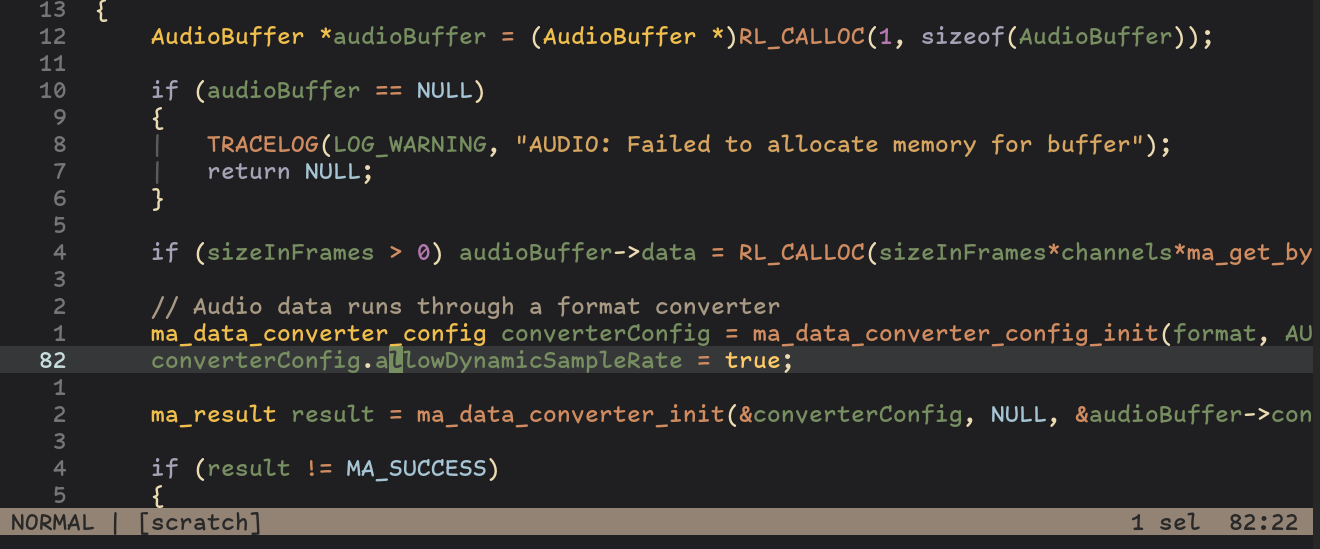 13 {
12 AudioBuffer *audioBuffer = (AudioBuffer *)RL_CALLOC(1, sizeof(AudioBuffer));
11
10 if (audioBuffer == NULL)
9 {
8 TRACELOG(LOG_WARNING, "AUDIO: Failed to allocate memory for buffer");
7 return NULL;
6 }
5
4 if (sizeInFrames > 0) audioBuffer->data = RL_CALLOC(sizeInFrames*channels*ma_get_by
3
2 // Audio data runs through a format converter
1 ma_data_converter_config converterConfig = ma_data_converter_config_init(format, AU
82 converterConfig.allowDynamicSampleRate = true;
1
2 ma_result result = ma_data_converter_init(&converterConfig, NULL, &audioBuffer->con
3
4 if (result != MA_SUCCESS)
5 {
NORMAL | [scratch] 1 sel 82:22